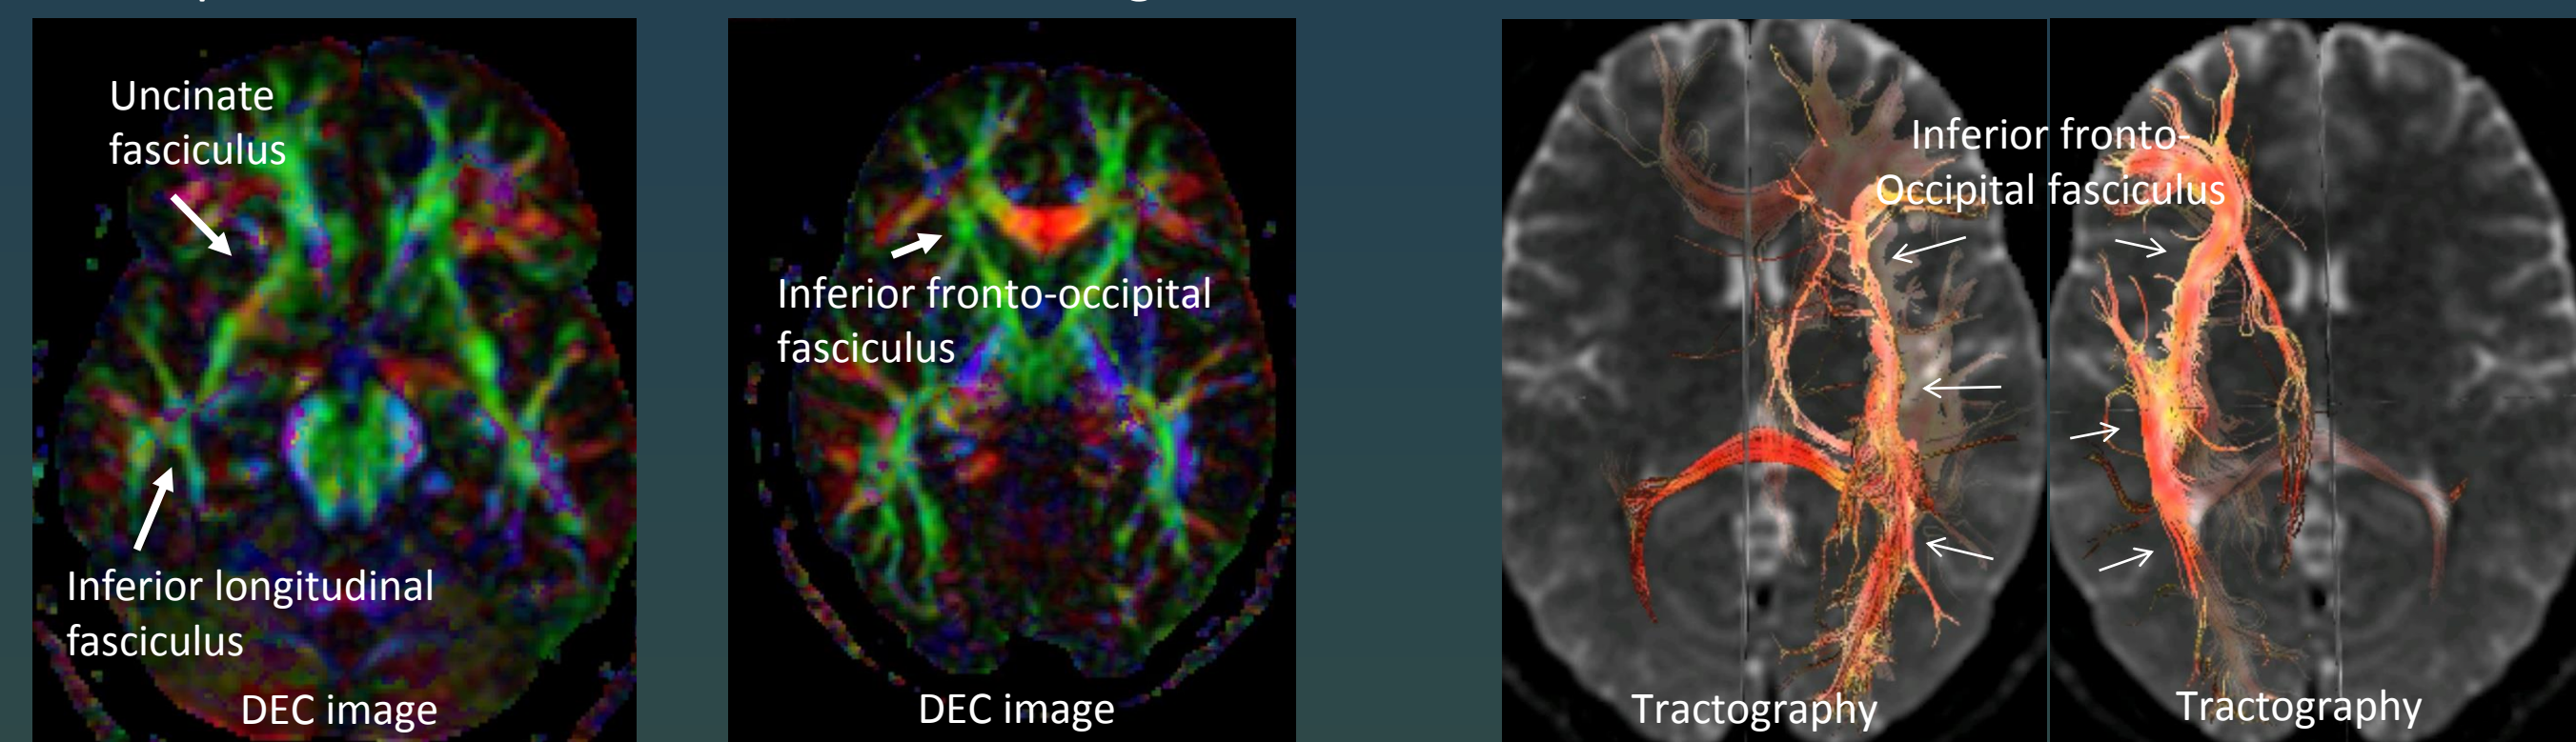 Uncinate
fasciculus
Inferior longitudinal
fasciculus
DEC image
Inferior fronto-occipital
fasciculus
DEC image
Inferior fronto-
Occipital fasciculus
Tractography
Tractography